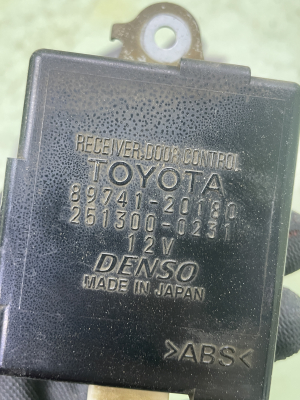 RECEIVER,DOOR CONTROL
TOYOTA
89741-20180
251300-0231
12V
DENSO
MADE IN JAPAN
>ABS<